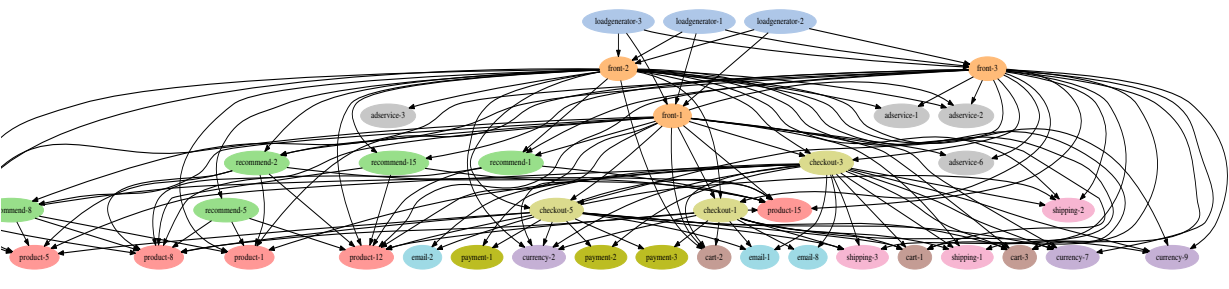 loadgenerator-3 loadgenerator-1 loadgenerator-2
front-2 front-3
adservice-3 front-1 adservice-1 adservice-2
recommend-2 recommend-15 recommend-1 checkout-3 adservice-6
mmend-8 recommend-5 checkout-5 checkout-1 product-15 shipping-2
product-5 product-8 product-1 product-12 email-2 payment-1 currency-2 payment-2 payment-3 cart-2 email-1 email-8 shipping-3 cart-1 shipping-1 cart-3 currency-7 currency-9